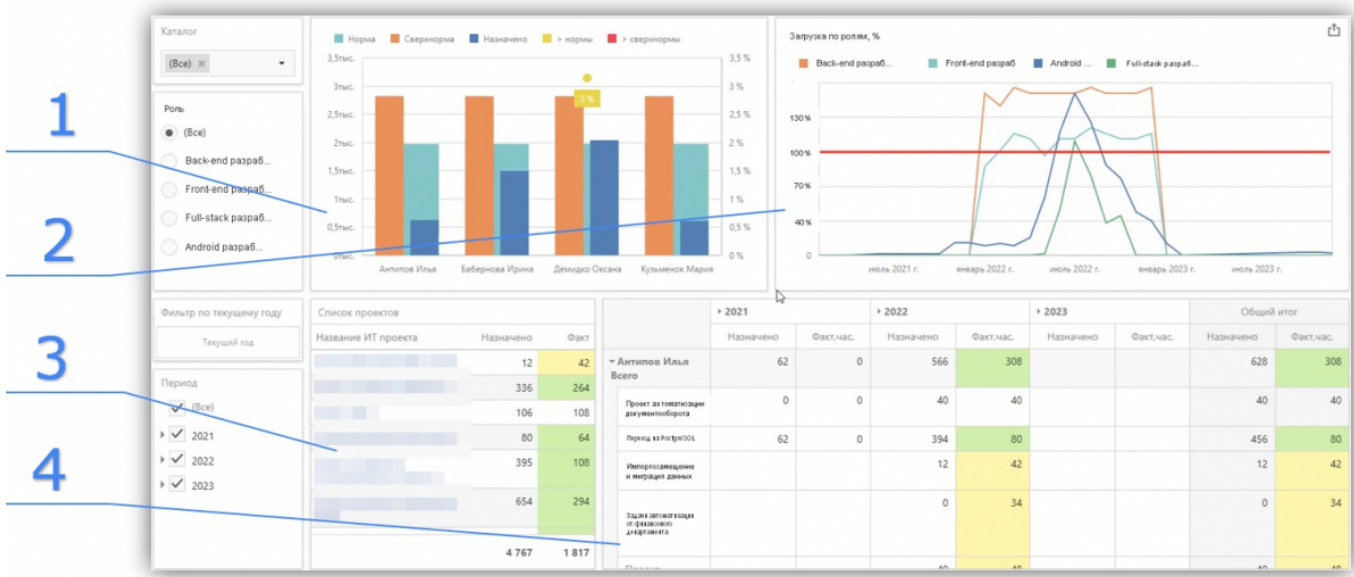 1
2
3
4
Каталог
(Все) ×
Роль
(Все)
Back-end разраб...
Front-end разраб...
Full-stack разраб...
Android разраб...
Фильтр по текущему году
Текущий год
Период
(Все)
2021
2022
2023
Норма Сверхнорма Назначено > нормы > сверхнормы
3,5тыс. 3,5 %
3тыс. 3 %
2,5тыс. 2,5 %
2тыс. 2 %
1,5тыс. 1,5 %
1тыс. 1 %
0,5тыс. 0,5 %
0тыс. 0 %
3 %
Антипов Илья Бабернова Ирина Демидко Оксана Кузьменок Мария
Загрузка по ролям, %
Back-end разраб... Front-end разраб Android ... Full-stack разраб...
130%
100%
70%
40%
0
июль 2021 г. январь 2022 г. июль 2022 г. январь 2023 г. июль 2023 г.
Список проектов
Название ИТ проекта Назначено Факт
12 42
336 264
106 108
80 64
395 108
654 294
4 767 1 817
2021 2022 2023 Общий итог
Назначено Факт,час. Назначено Факт,час. Назначено Факт,час. Назначено Факт,час.
Антипов Илья 62 0 566 308 628 308
Всего
Проект автоматизации 0 0 40 40 40 40
документооборота
Переход на PostgreSQL 62 0 394 80 456 80
Импортозамещение 12 42 12 42
и миграция данных
0 34 0 34
Задачи автоматизации
от финансового
департамента